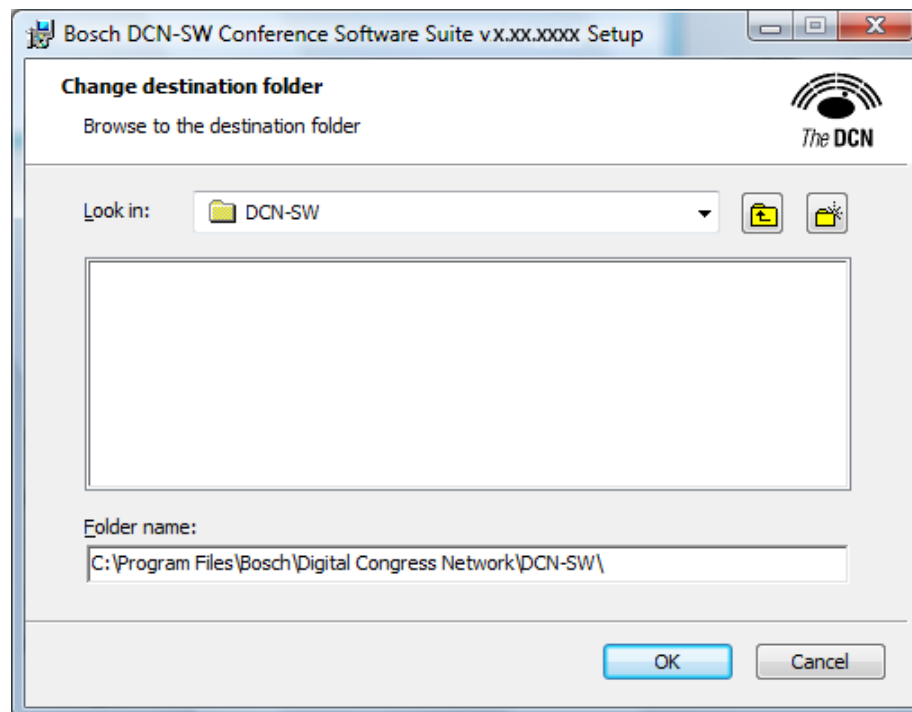 Bosch DCN-SW Conference Software Suite vx.xx.xxxx Setup
Change destination folder
Browse to the destination folder
The DCN
Look in:
DCN-SW
Folder name:
C:\Program Files\Bosch\Digital Congress Network\DCN-SW\
OK
Cancel